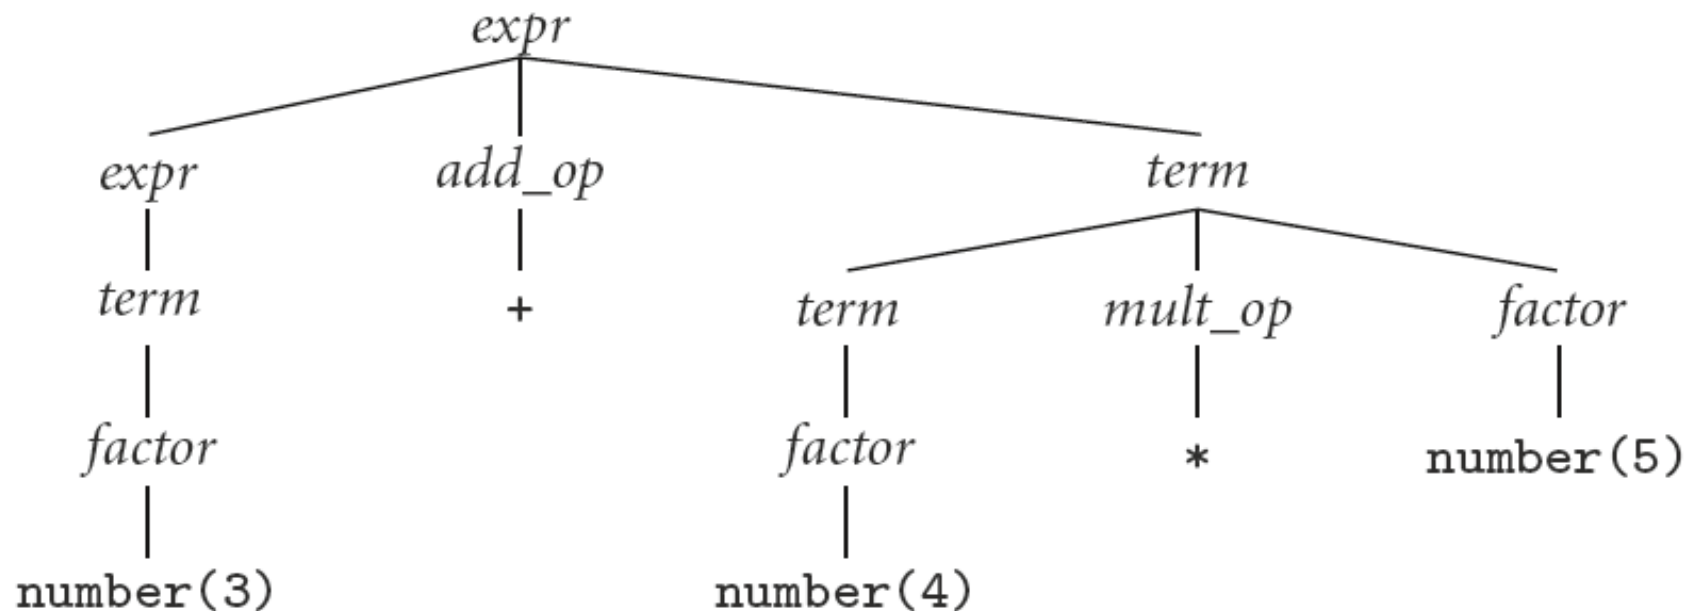 expr
expr add_op term
term + term mult_op factor
factor factor * number(5)
number(3) number(4)